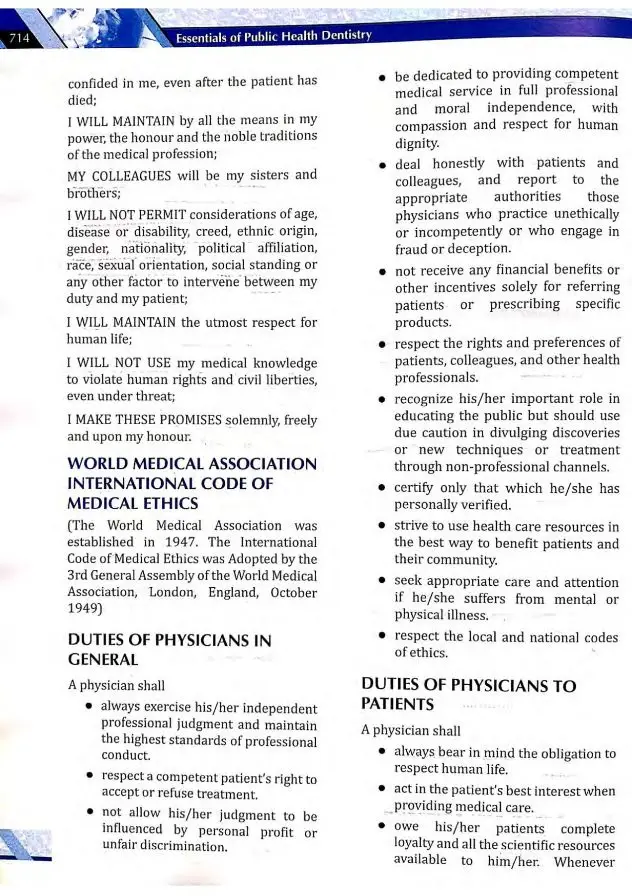 714
Essentials of Public Health Dentistry
confided in me, even after the patient has
died;
I WILL MAINTAIN by all the means in my
power, the honour and the noble traditions
of the medical profession;
MY COLLEAGUES will be my sisters and
brothers;
I WILL NOT PERMIT considerations of age,
disease or disability, creed, ethnic origin,
gender, nationality, political affiliation,
race, sexual orientation, social standing or
any other factor to intervene between my
duty and my patient;
I WILL MAINTAIN the utmost respect for
human life;
I WILL NOT USE my medical knowledge
to violate human rights and civil liberties,
even under threat;
I MAKE THESE PROMISES solemnly, freely
and upon my honour.
WORLD MEDICAL ASSOCIATION
INTERNATIONAL CODE OF
MEDICAL ETHICS
(The World Medical Association was
established in 1947. The International
Code of Medical Ethics was Adopted by the
3rd General Assembly of the World Medical
Association, London, England, October
1949)
DUTIES OF PHYSICIANS IN
GENERAL
A physician shall
• always exercise his/her independent
professional judgment and maintain
the highest standards of professional
conduct.
• respect a competent patient's right to
accept or refuse treatment.
• not allow his/her judgment to be
influenced by personal profit or
unfair discrimination.
• be dedicated to providing competent
medical service in full professional
and moral independence, with
compassion and respect for human
dignity.
• deal honestly with patients and
colleagues, and report to the
appropriate authorities those
physicians who practice unethically
or incompetently or who engage in
fraud or deception.
• not receive any financial benefits or
other incentives solely for referring
patients or prescribing specific
products.
• respect the rights and preferences of
patients, colleagues, and other health
professionals.
• recognize his/her important role in
educating the public but should use
due caution in divulging discoveries
or new techniques or treatment
through non-professional channels.
• certify only that which he/she has
personally verified.
• strive to use health care resources in
the best way to benefit patients and
their community.
• seek appropriate care and attention
if he/she suffers from mental or
physical illness.
• respect the local and national codes
of ethics.
DUTIES OF PHYSICIANS TO
PATIENTS
A physician shall
• always bear in mind the obligation to
respect human life.
• act in the patient's best interest when
providing medical care.
• owe his/her patients complete
loyalty and all the scientific resources
available to him/her. Whenever